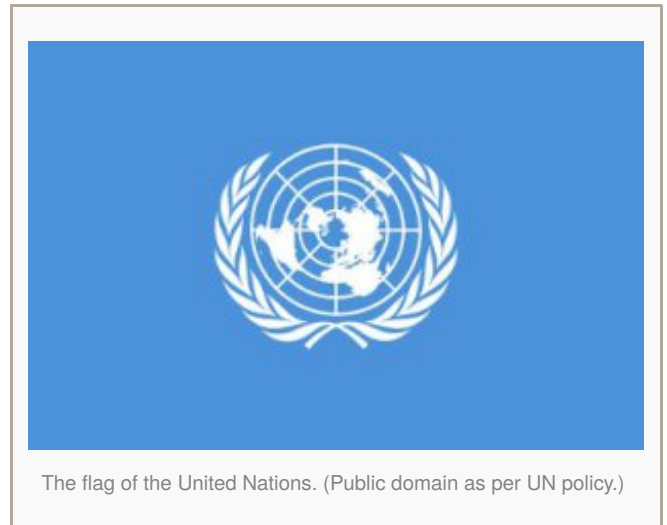 The flag of the United Nations. (Public domain as per UN policy.)